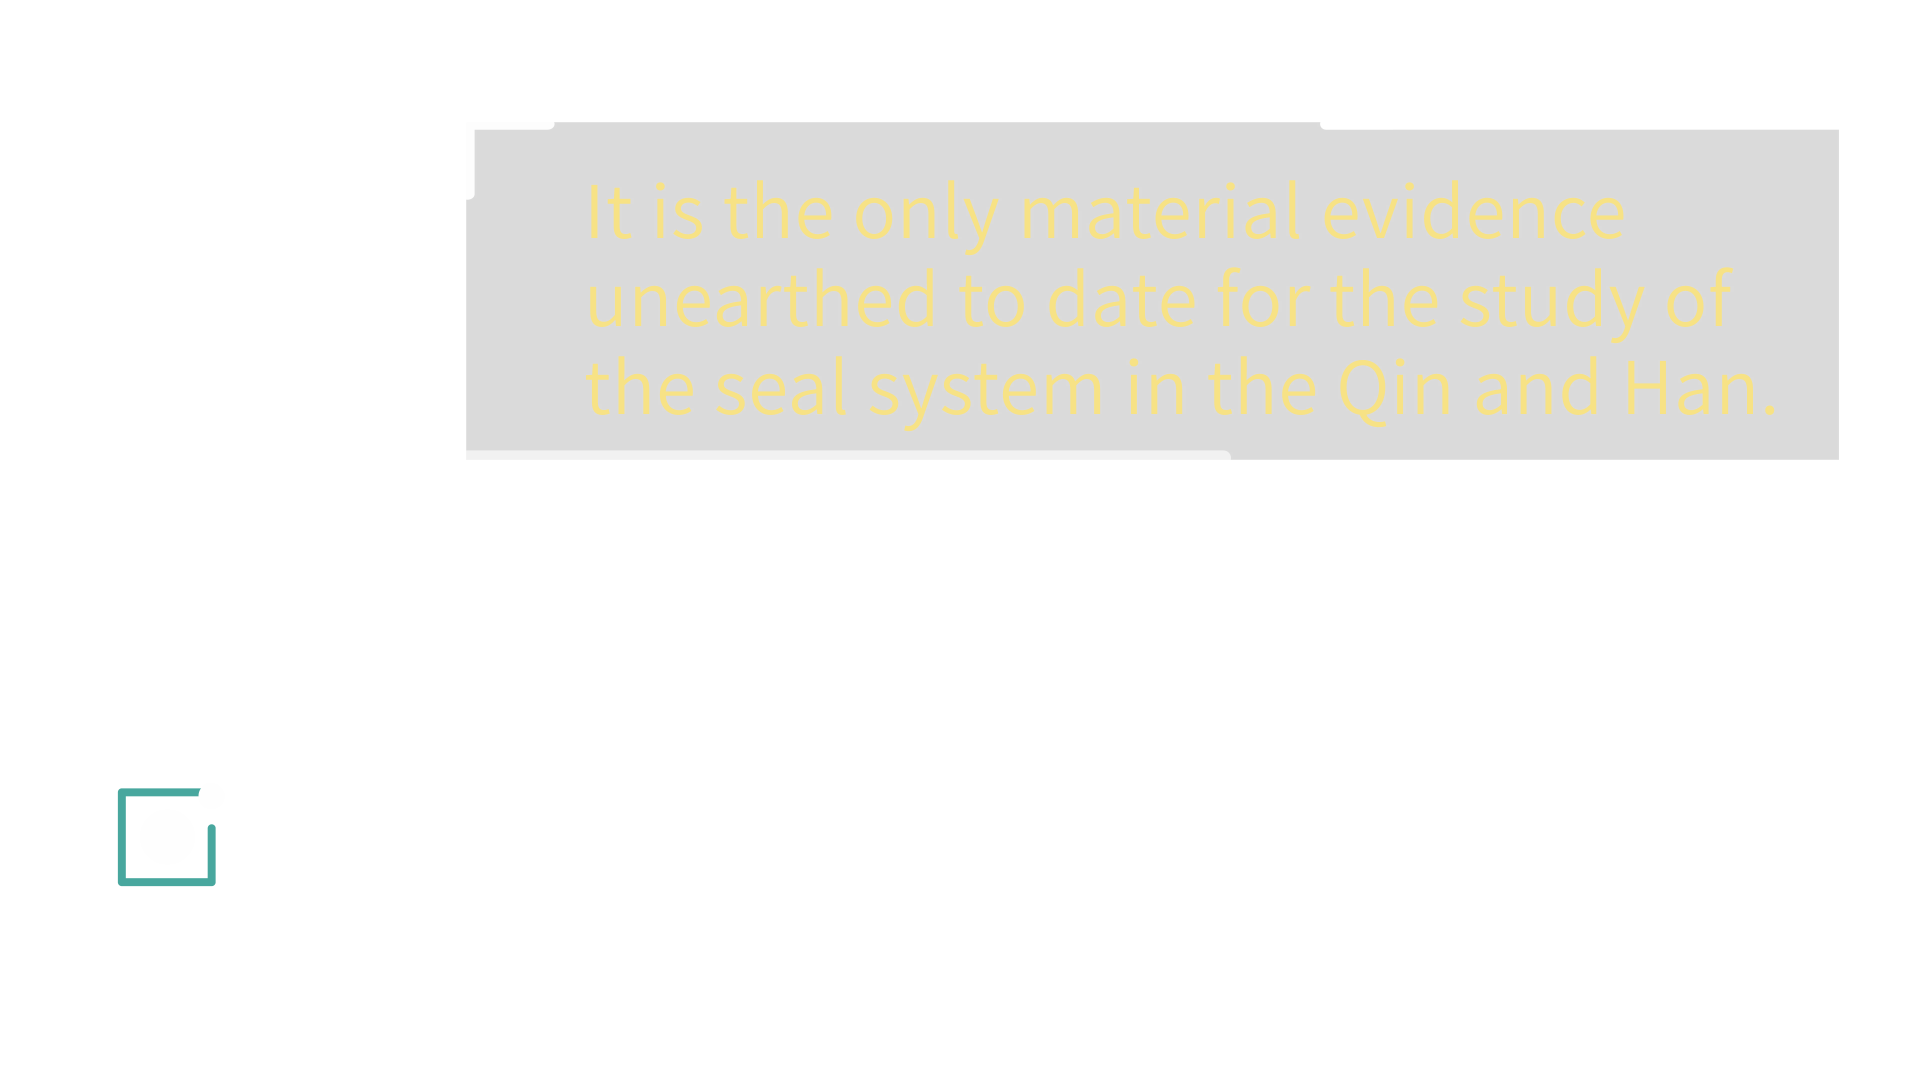 It is the only material evidence
unearthed to date for the study of
the seal system in the Qin and Han.